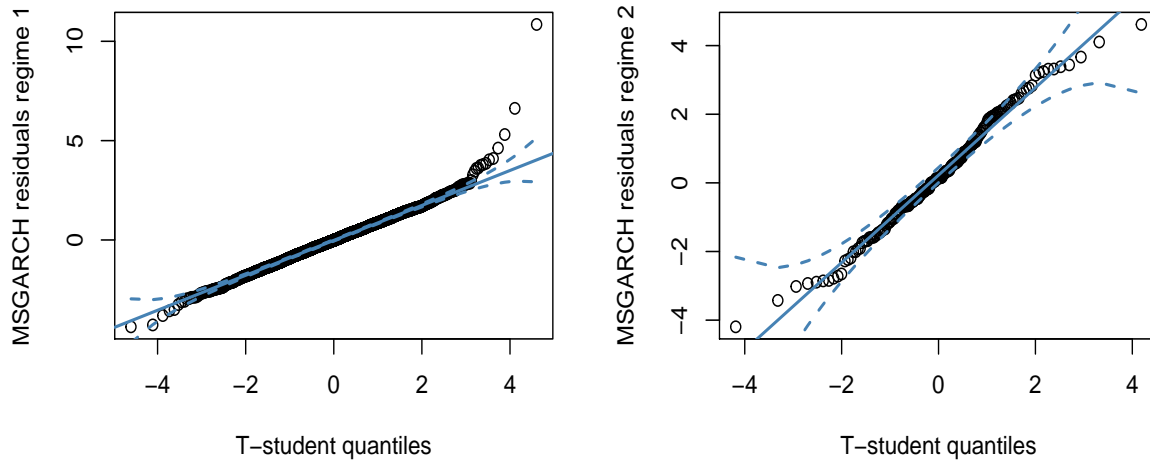 MSGARCH residuals regime 1
10
5
0
−4 −2 0 2 4
T−student quantiles
MSGARCH residuals regime 2
4
2
0
−2
−4
−4 −2 0 2 4
T−student quantiles